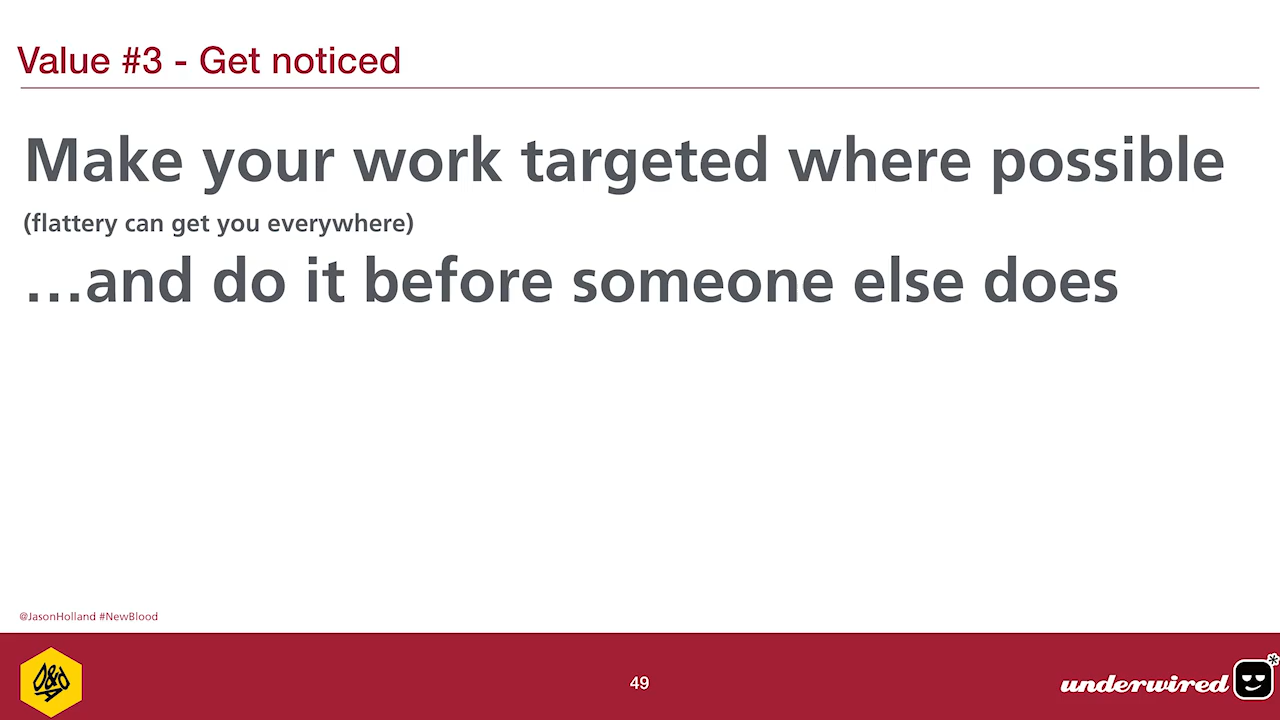 Value #3 - Get noticed
Make your work targeted where possible
(flattery can get you everywhere)
…and do it before someone else does
@JasonHolland #NewBlood
D&AD
49
underwired